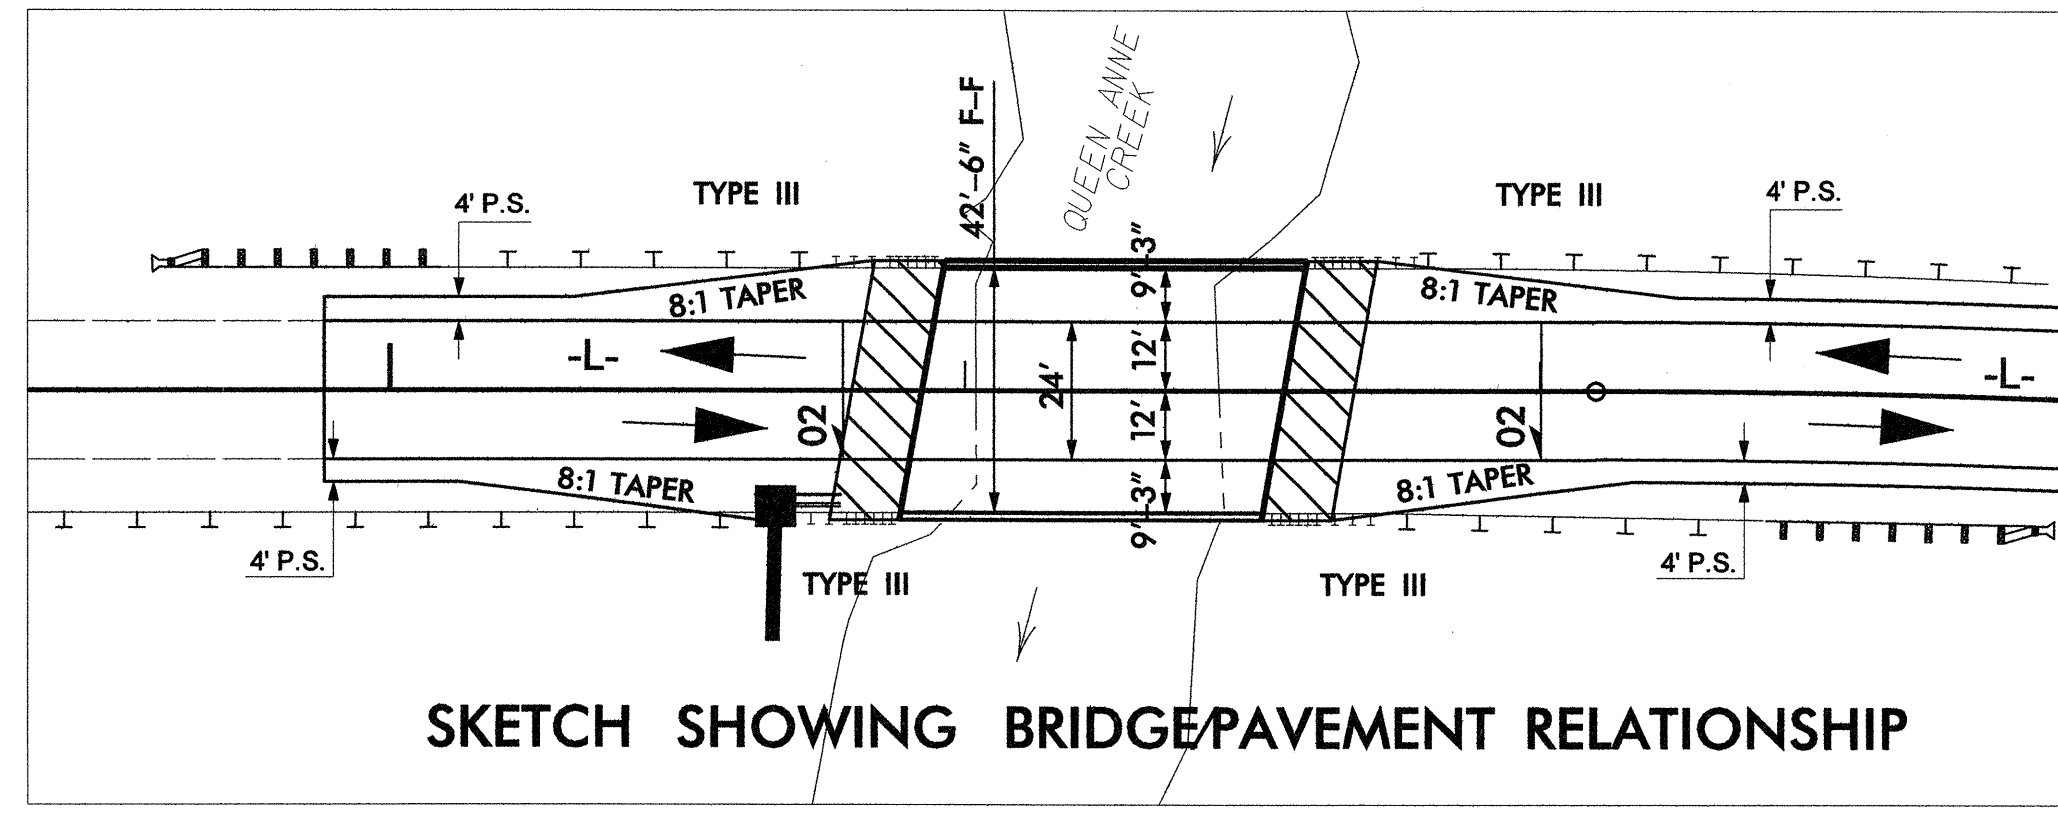 QUEEN ANNE
CREEK
42'-6" F-F
4' P.S.
TYPE III
TYPE III
4' P.S.
9'-3"
8:1 TAPER
8:1 TAPER
-L-
12'
24'
-L-
02
12'
02
8:1 TAPER
9'-3"
8:1 TAPER
4' P.S.
TYPE III
TYPE III
4' P.S.
SKETCH SHOWING BRIDGE/PAVEMENT RELATIONSHIP